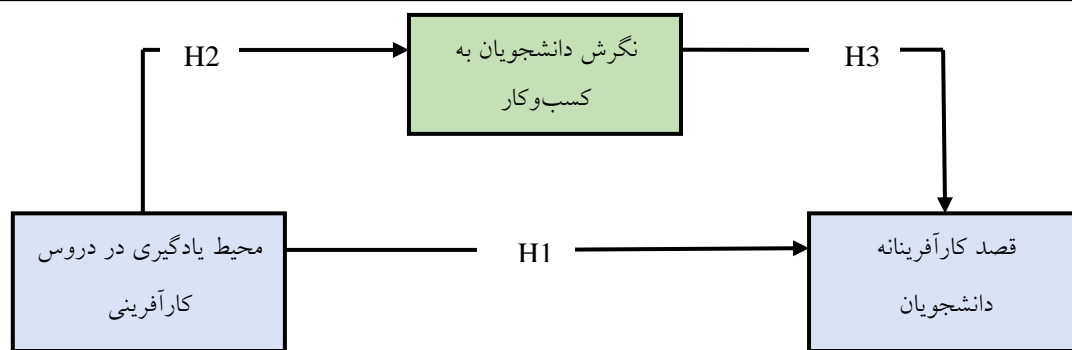 نگرش دانشجویان به
کسب‌وکار
H2
H3
محیط یادگیری در دروس
کارآفرینی
H1
قصد کارآفرینانه
دانشجویان